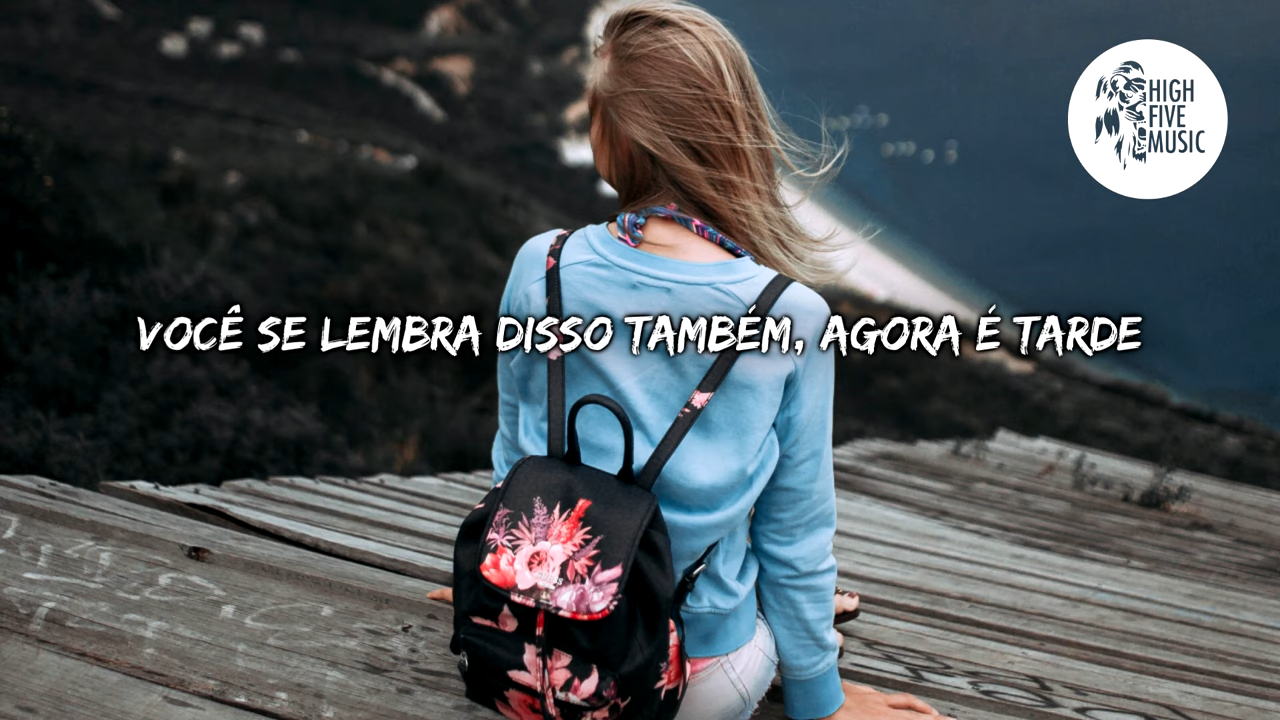 HIGH
FIVE
MUSIC
VOCÊ SE LEMBRA DISSO TAMBÉM, AGORA É TARDE